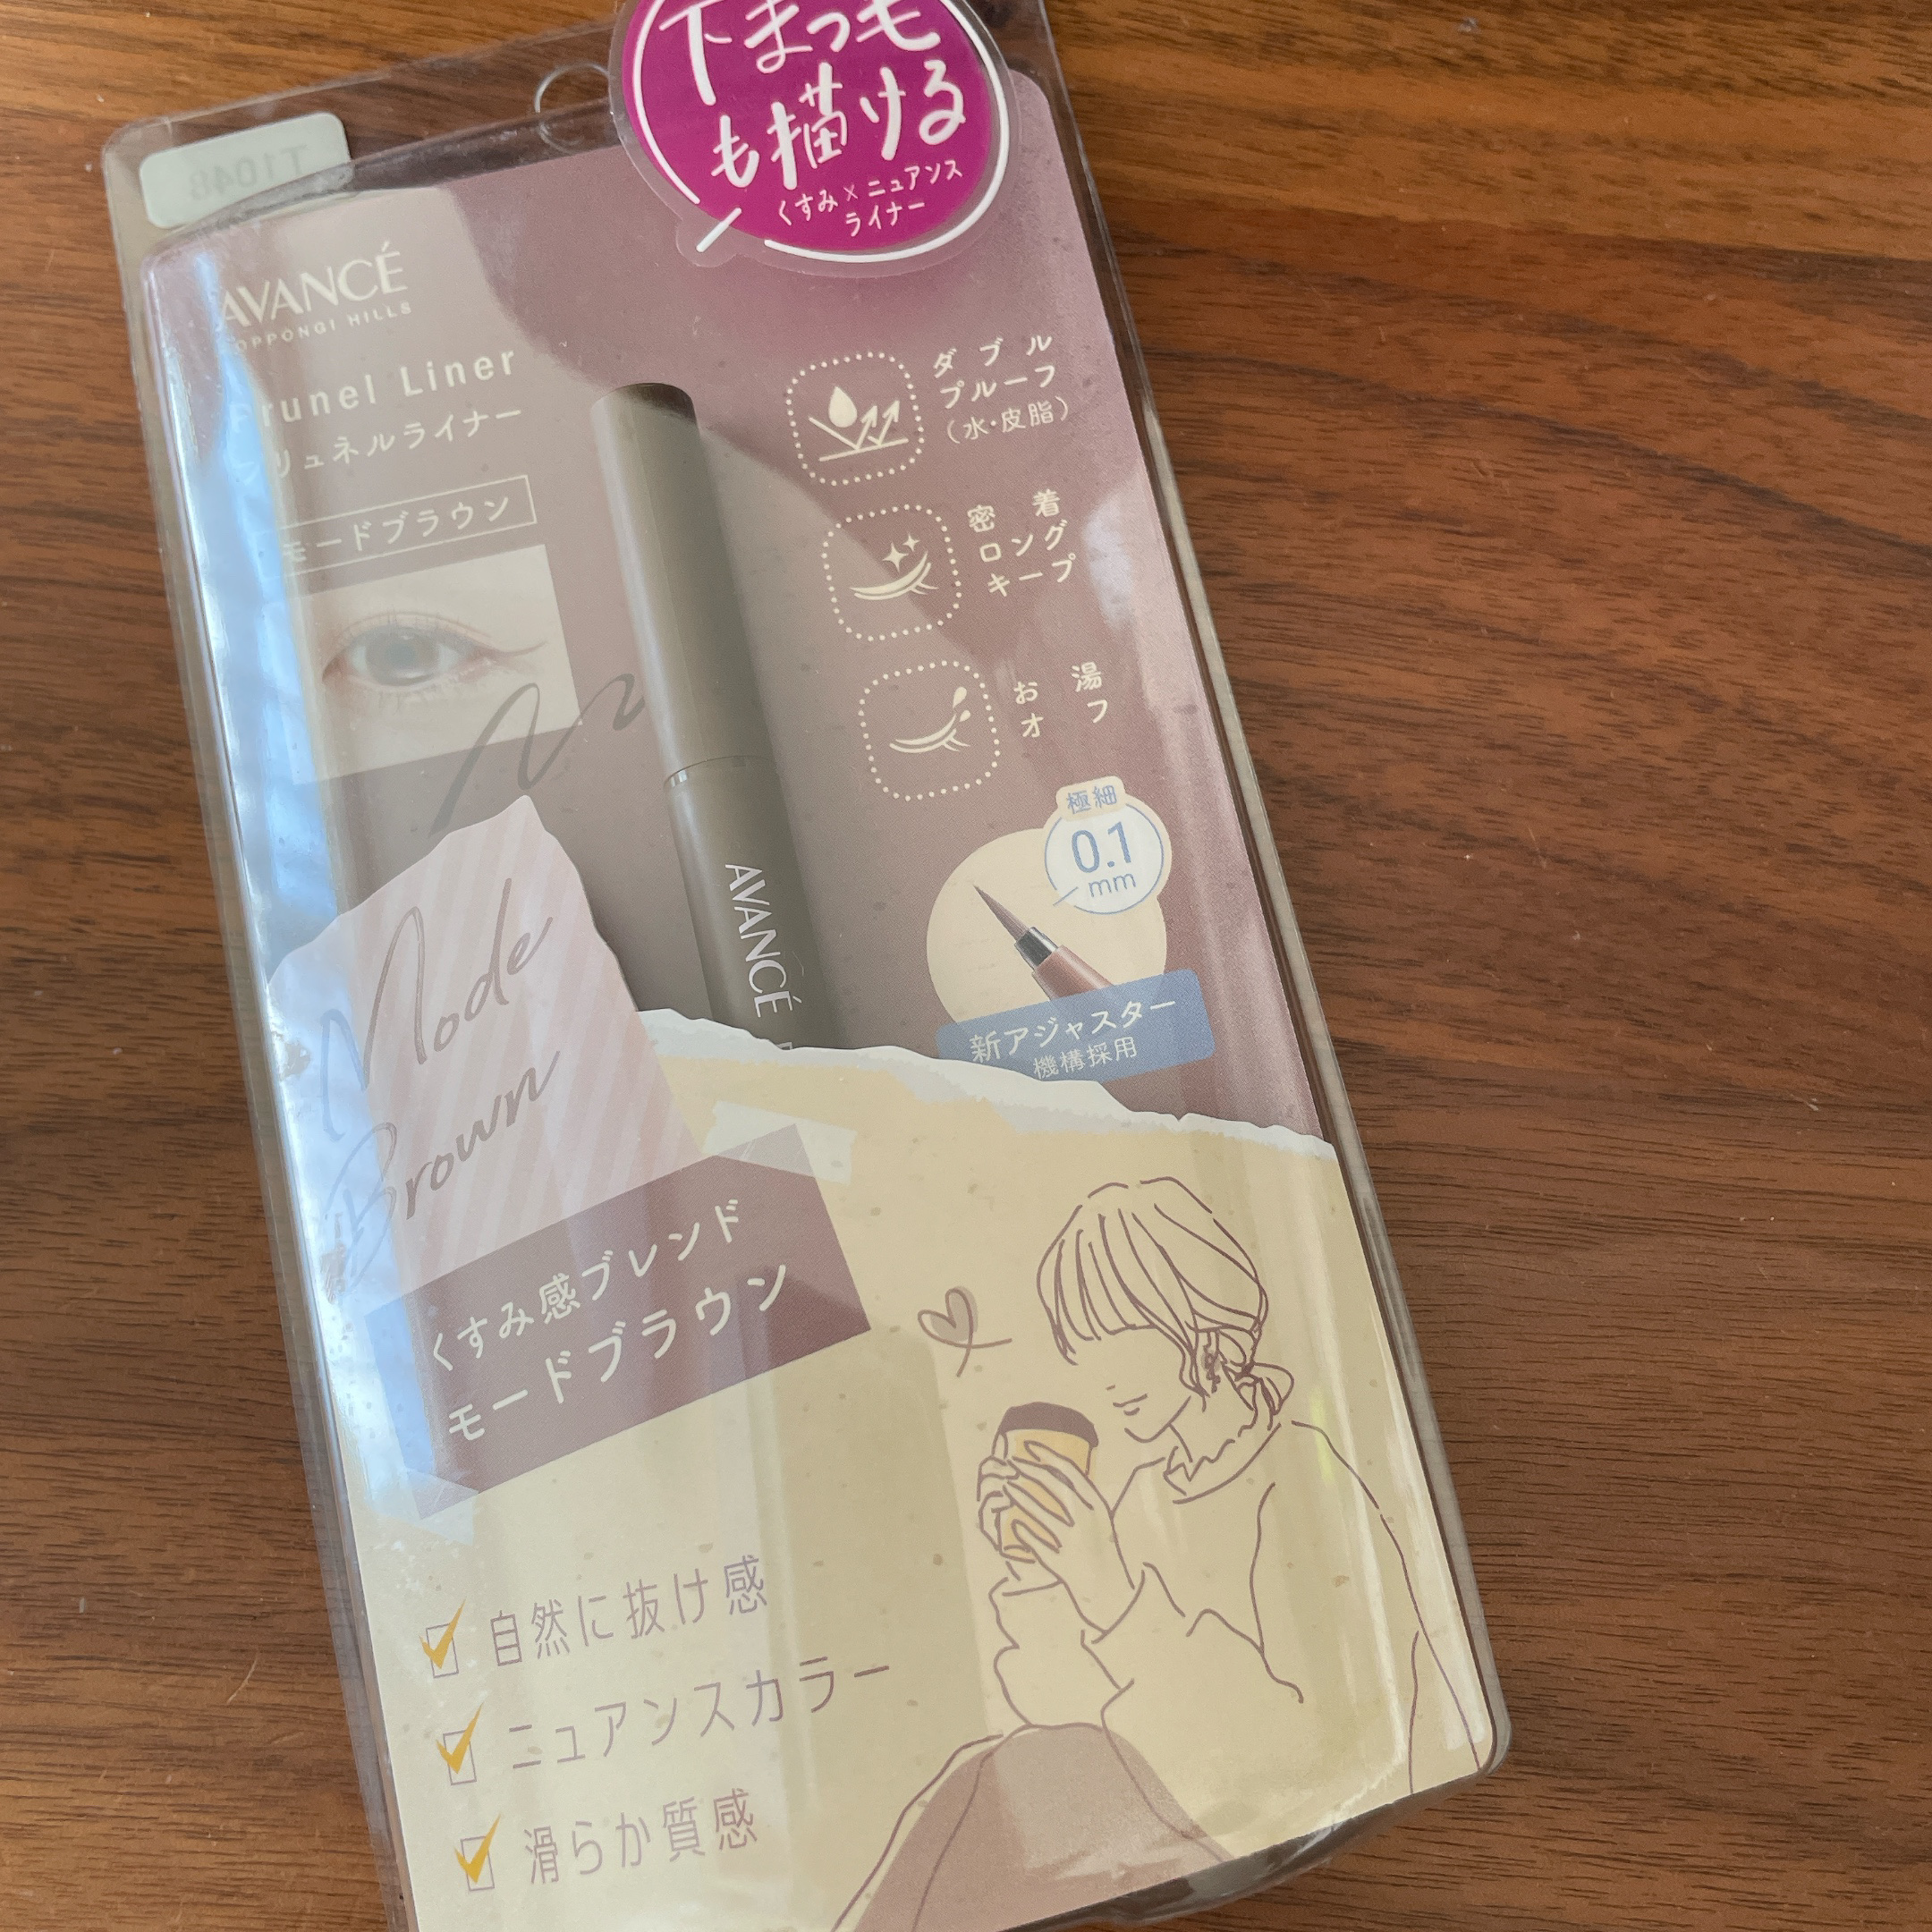 下まつも
も描ける
くすみ×ニュアンス
ライナー
AVANCÉ
HILLS
Liner
リュネルライナー
モードブラウン
ダブル
プルーフ
(水・皮脂)
密着
ロング
キープ
お湯
オフ
極細
0.1
mm
新アジャスター
機構採用
AVANCÉ
Mode
Brown
くすみ感ブレンド
モードブラウン
自然に抜け感
ニュアンスカラー
滑らか質感